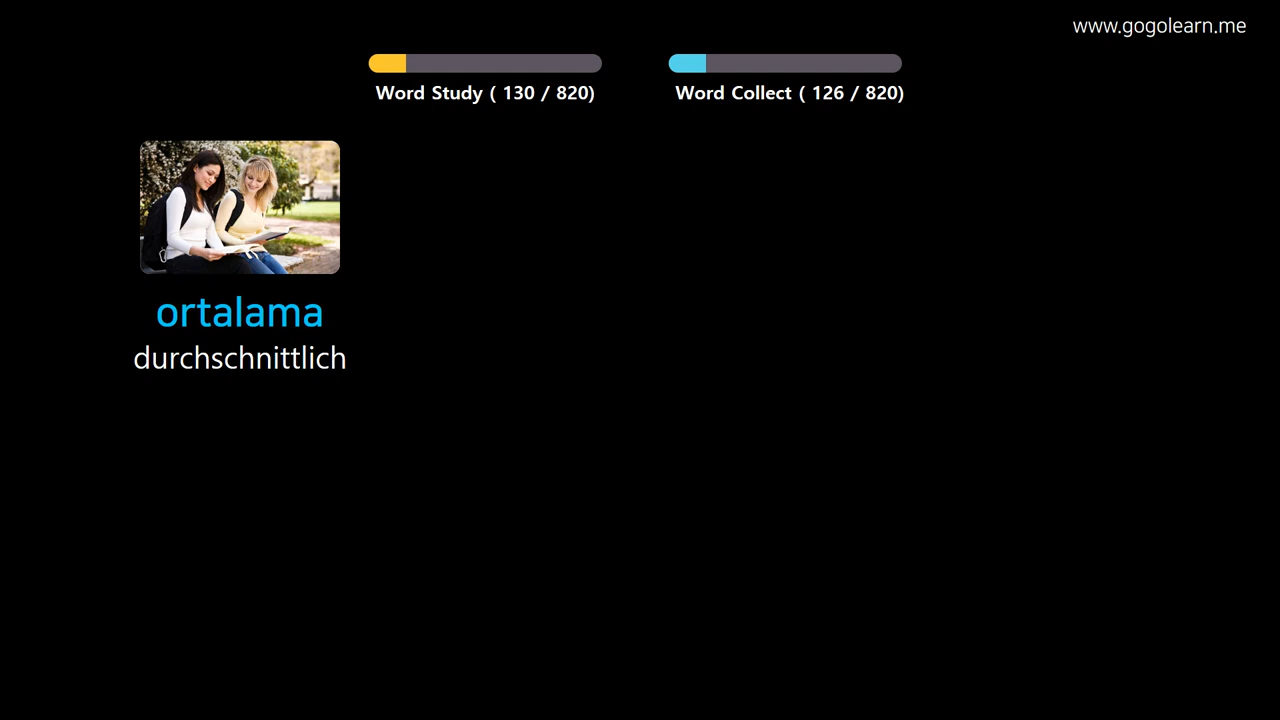 www.gogolearn.me
Word Study ( 130 / 820)
Word Collect ( 126 / 820)
ortalama
durchschnittlich